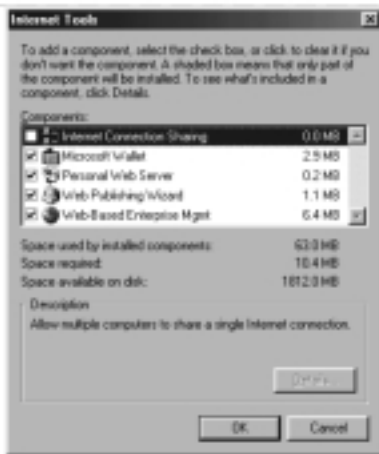 Internet Tools
To add a component, select the check box, or click to clear it if you
don't want the component. A shaded box means that only part of
the component will be installed. To see what's included in a
component, click Details.
Components:
Internet Connection Sharing 0.0 MB
Microsoft Wallet 2.9 MB
Personal Web Server 0.2 MB
Web Publishing Wizard 1.1 MB
Web-Based Enterprise Mgmt 6.4 MB
Space used by installed components: 63.0 MB
Space required: 10.4 MB
Space available on disk: 1812.0 MB
Description
Allow multiple computers to share a single Internet connection.
Details...
OK Cancel